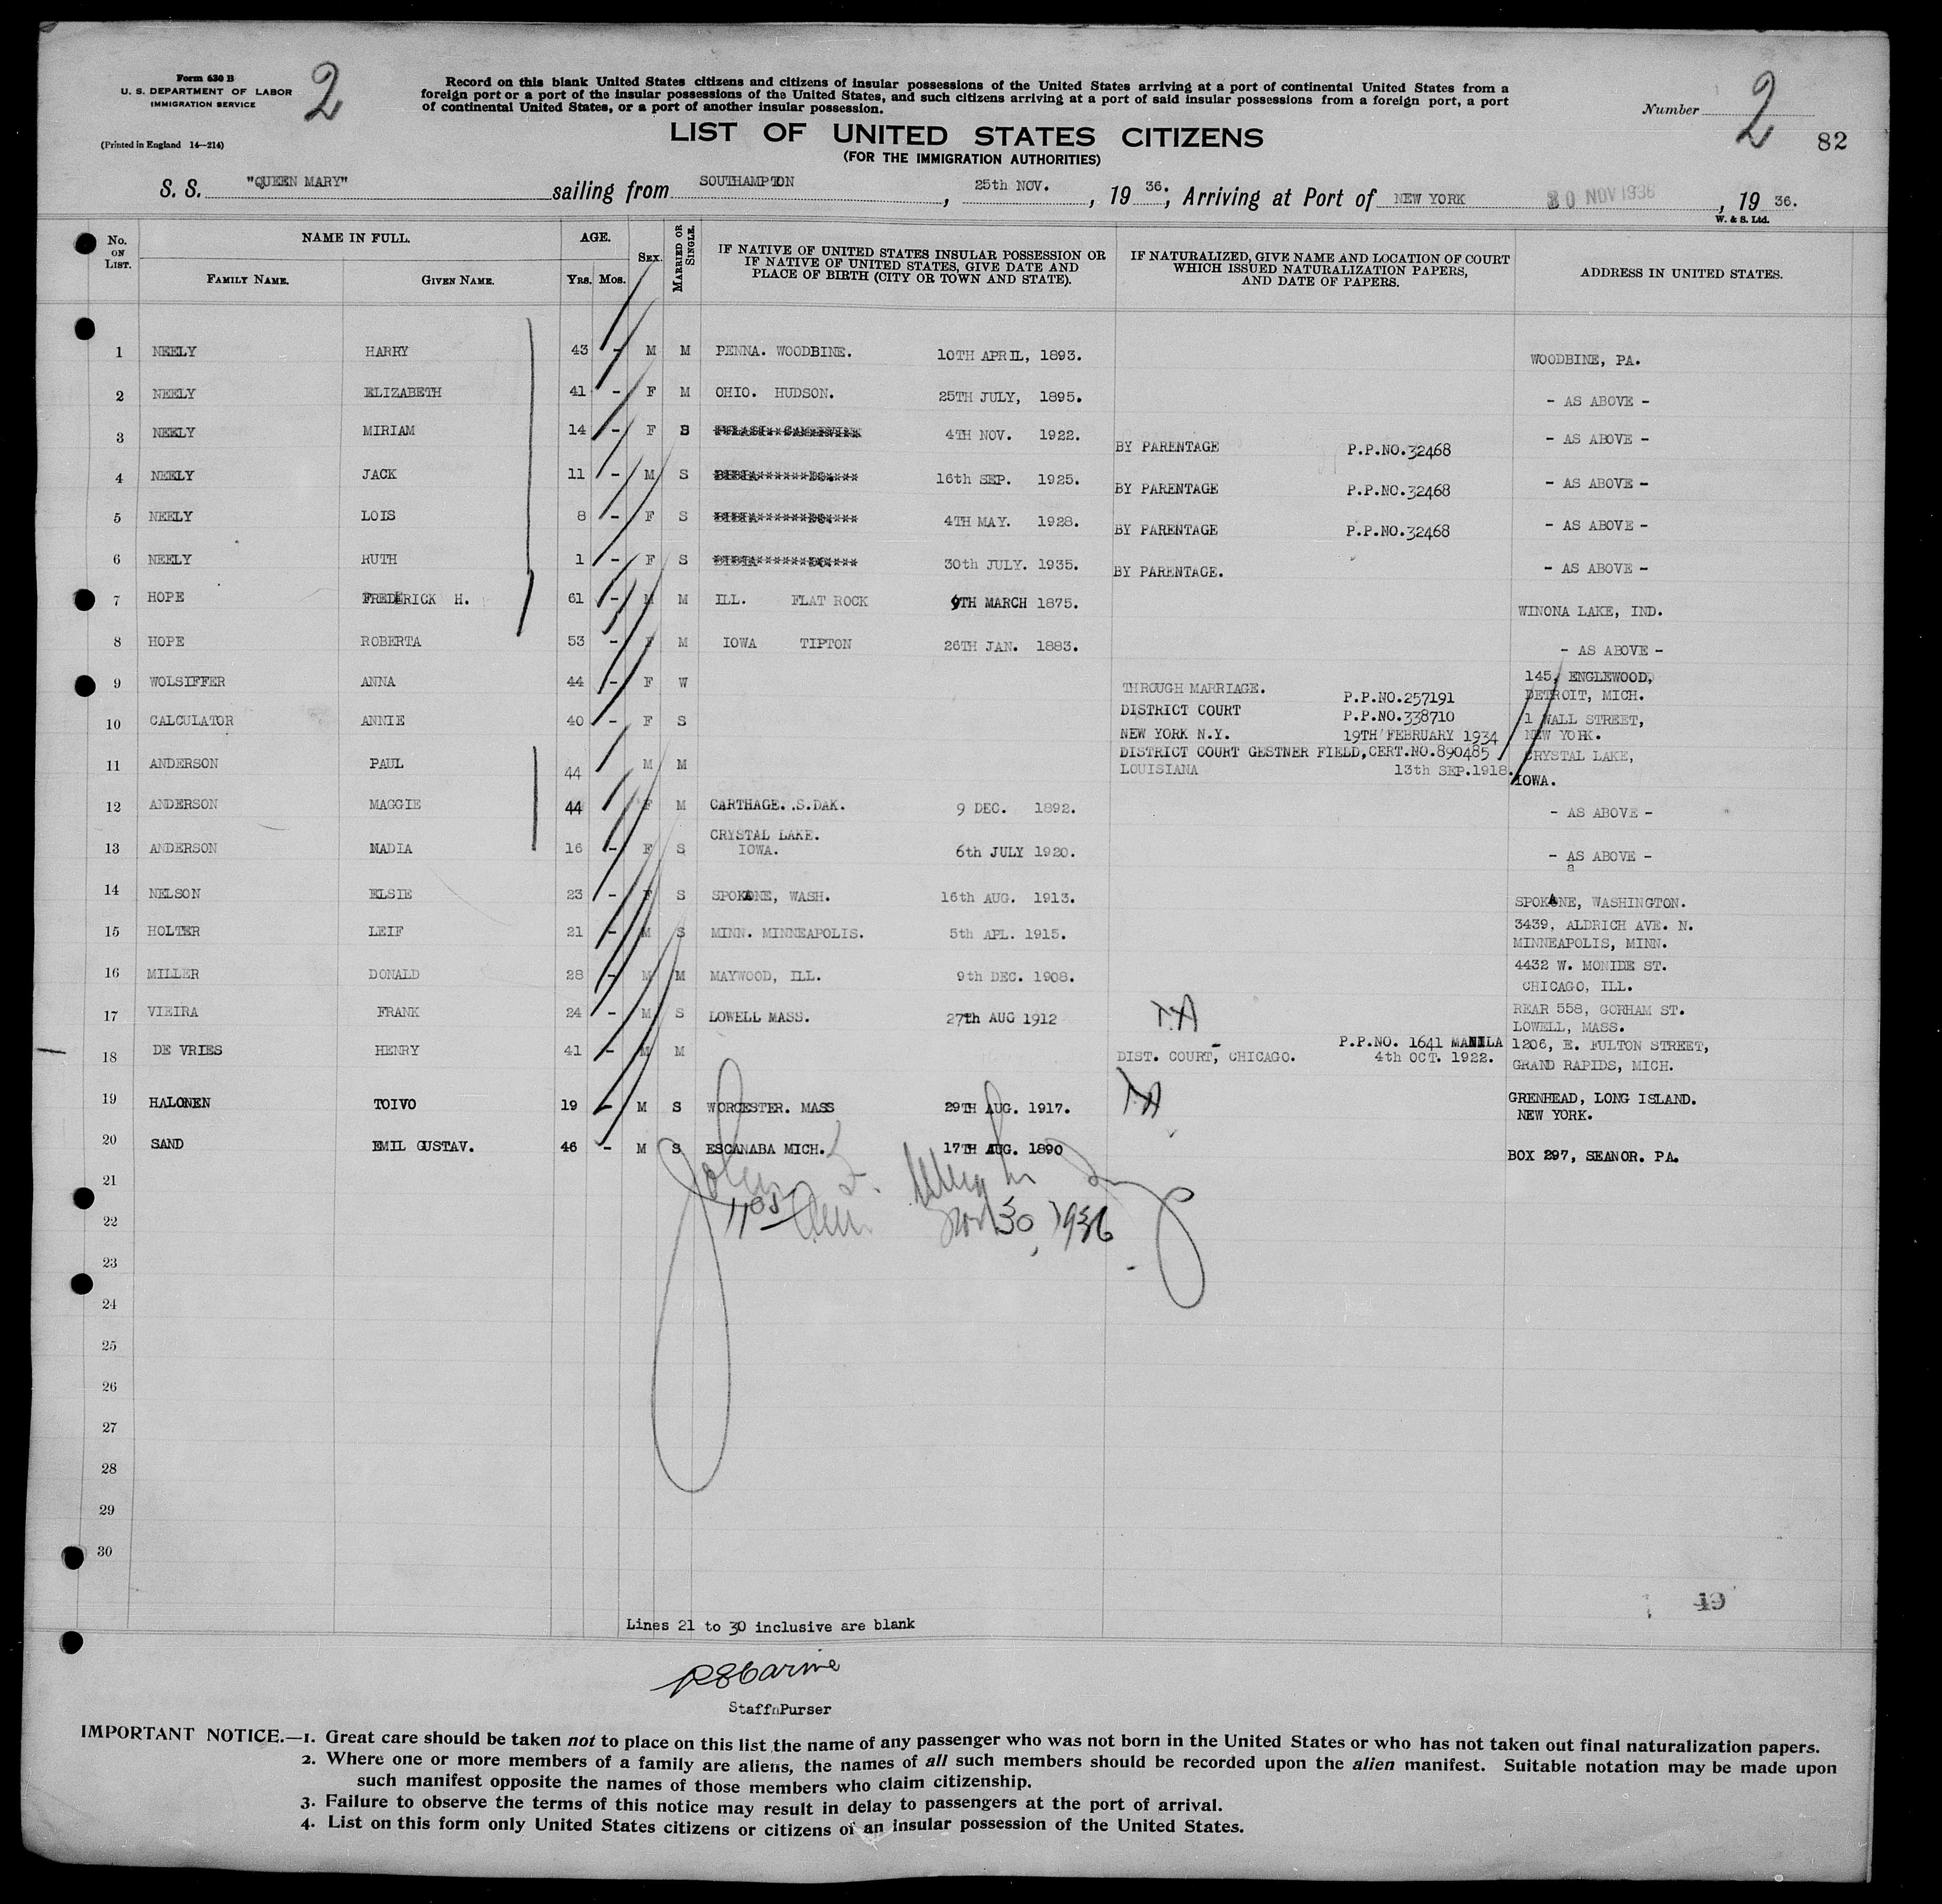 Form 630 B
U. S. DEPARTMENT OF LABOR
IMMIGRATION SERVICE
(Printed in England 14—214)
2
Record on this blank United States citizens and citizens of insular possessions of the United States arriving at a port of continental United States from a
foreign port or a port of the insular possessions of the United States, and such citizens arriving at a port of said insular possessions from a foreign port, a port
of continental United States, or a port of another insular possession.
Number 2
82
LIST OF UNITED STATES CITIZENS
(FOR THE IMMIGRATION AUTHORITIES)
S. S. "QUEEN MARY" sailing from SOUTHAMPTON, 25th NOV., 19 36; Arriving at Port of NEW YORK 30 NOV 1936, 19 36.
W. & S. Ltd.
No. ON LIST. NAME IN FULL. FAMILY NAME. GIVEN NAME. AGE. YRS. MOS. SEX. MARRIED OR SINGLE. IF NATIVE OF UNITED STATES INSULAR POSSESSION OR IF NATIVE OF UNITED STATES, GIVE DATE AND PLACE OF BIRTH (CITY OR TOWN AND STATE). IF NATURALIZED, GIVE NAME AND LOCATION OF COURT WHICH ISSUED NATURALIZATION PAPERS, AND DATE OF PAPERS. ADDRESS IN UNITED STATES.
1 NEELY HARRY 43 - M M PENNA. WOODBINE. 10TH APRIL, 1893. WOODBINE, PA.
2 NEELY ELIZABETH 41 - F M OHIO. HUDSON. 25TH JULY, 1895. - AS ABOVE -
3 NEELY MIRIAM 14 - F S 4TH NOV. 1922. BY PARENTAGE P.P.NO.32468 - AS ABOVE -
4 NEELY JACK 11 - M S 16th SEP. 1925. BY PARENTAGE P.P.NO.32468 - AS ABOVE -
5 NEELY LOIS 8 - F S 4TH MAY. 1928. BY PARENTAGE P.P.NO.32468 - AS ABOVE -
6 NEELY RUTH 1 - F S 30th JULY. 1935. BY PARENTAGE. - AS ABOVE -
7 HOPE FREDERICK H. 61 - M M ILL. FLAT ROCK 9TH MARCH 1875. WINONA LAKE, IND.
8 HOPE ROBERTA 53 - F M IOWA TIPTON 26TH JAN. 1883. - AS ABOVE -
9 WOLSIFFER ANNA 44 - F W THROUGH MARRIAGE. P.P.NO.257191 145, ENGLEWOOD, DETROIT, MICH.
10 CALCULATOR ANNIE 40 - F S DISTRICT COURT P.P.NO.338710 NEW YORK N.Y. 19TH FEBRUARY 1934 1 WALL STREET, NEW YORK.
11 ANDERSON PAUL 44 M M DISTRICT COURT GESTNER FIELD, CERT.NO.890485 LOUISIANA 13th SEP.1918. CRYSTAL LAKE, IOWA.
12 ANDERSON MAGGIE 44 F M CARTHAGE. .S.DAK. 9 DEC. 1892. - AS ABOVE -
13 ANDERSON MADIA 16 - F S CRYSTAL LAKE. IOWA. 6th JULY 1920. - AS ABOVE -
14 NELSON ELSIE 23 - F S SPOKANE, WASH. 16th AUG. 1913. SPOKANE, WASHINGTON.
15 HOLTER LEIF 21 - M S MINN. MINNEAPOLIS. 5th APL. 1915. 3439, ALDRICH AVE. N. MINNEAPOLIS, MINN.
16 MILLER DONALD 28 - M M MAYWOOD, ILL. 9th DEC. 1908. 4432 W. MONIDE ST. CHICAGO, ILL.
17 VIEIRA FRANK 24 - M S LOWELL MASS. 27th AUG 1912 REAR 558, GORHAM ST. LOWELL, MASS.
18 DE VRIES HENRY 41 - M M DIST. COURT, CHICAGO. P.P.NO. 1641 MANILA 4th OCT. 1922. 1206, E. FULTON STREET, GRAND RAPIDS, MICH.
19 HALONEN TOIVO 19 - M S WORCESTER. MASS 29TH AUG. 1917. GRENHEAD, LONG ISLAND. NEW YORK.
20 SAND EMIL GUSTAV. 46 - M S ESCANABA MICH. 17TH AUG. 1890 BOX 297, SEANOR. PA.
21
John
22
Nov 30, 1936
23
24
25
26
27
28
29
30
49
Lines 21 to 30 inclusive are blank
Staff Purser
IMPORTANT NOTICE.—1. Great care should be taken not to place on this list the name of any passenger who was not born in the United States or who has not taken out final naturalization papers.
2. Where one or more members of a family are aliens, the names of all such members should be recorded upon the alien manifest. Suitable notation may be made upon
such manifest opposite the names of those members who claim citizenship.
3. Failure to observe the terms of this notice may result in delay to passengers at the port of arrival.
4. List on this form only United States citizens or citizens of an insular possession of the United States.